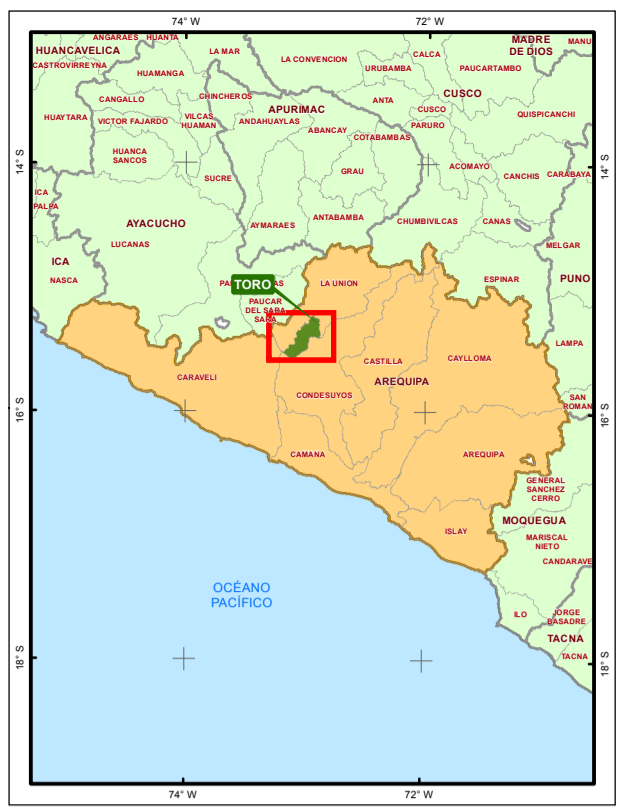 74° W
72° W
ANGARAES
HUANTA
MADRE
DE DIOS
MANU
HUANCAVELICA
LA MAR
LA CONVENCION
CALCA
CASTROVIRREYNA
HUAMANGA
URUBAMBA
PAUCARTAMBO
CUSCO
CANGALLO
CHINCHEROS
APURIMAC
ANTA
CUSCO
QUISPICANCHI
HUAYTARA
VICTOR FAJARDO
VILCAS
HUAMAN
ANDAHUAYLAS
ABANCAY
COTABAMBAS
PARURO
14° S
14° S
HUANCA
SANCOS
GRAU
ACOMAYO
CANCHIS
CARABAYA
SUCRE
ICA
PALPA
AYACUCHO
AYMARAES
ANTABAMBA
CHUMBIVILCAS
CANAS
LUCANAS
MELGAR
ICA
NASCA
TORO
LA UNION
ESPINAR
PUNO
PAUCAR
DEL SARA
SARA
LAMPA
CASTILLA
CAYLLOMA
CARAVELI
AREQUIPA
CONDESUYOS
SAN
ROMAN
16° S
16° S
CAMANA
AREQUIPA
GENERAL
SANCHEZ
CERRO
MOQUEGUA
ISLAY
MARISCAL
NIETO
CANDARAVE
OCÉANO
PACÍFICO
ILO
JORGE
BASADRE
TACNA
TACNA
18° S
18° S
74° W
72° W